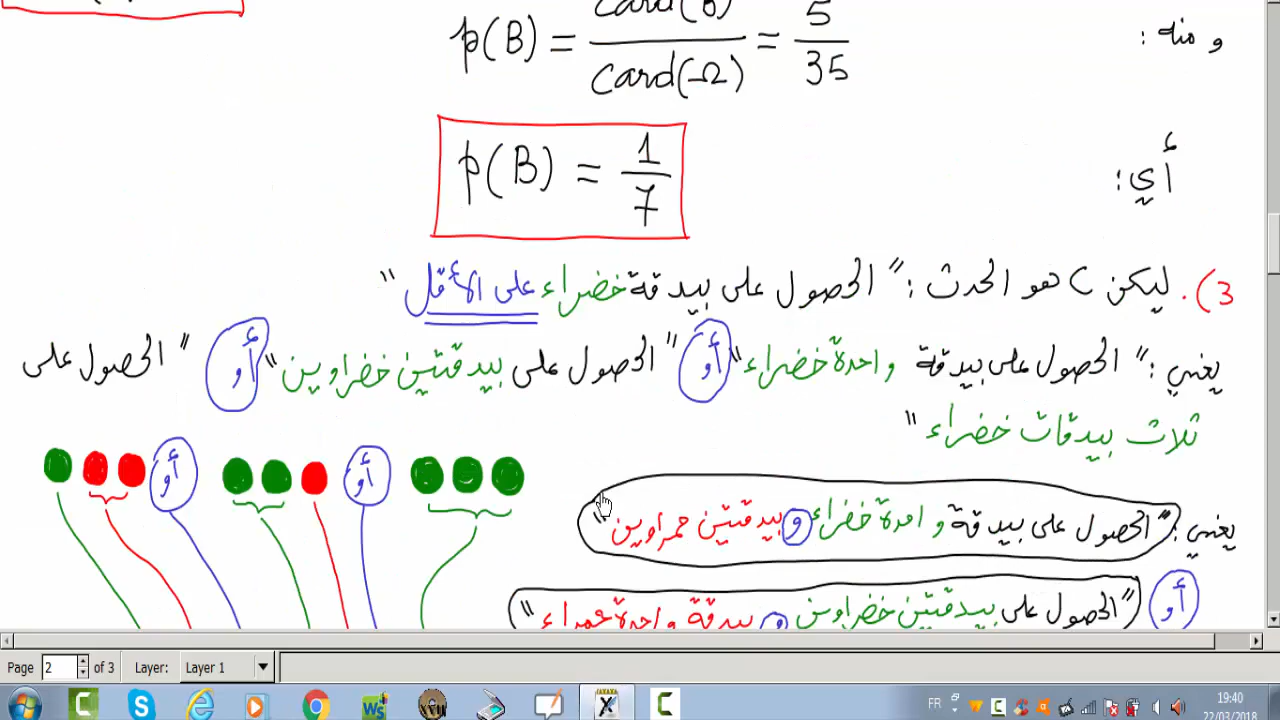 و منه : p(B) = card(B) / card(Ω) = 5 / 35
أي : p(B) = 1 / 7
3). ليكن C هو الحدث : " الحصول على بيدقة خضراء على الأقل "
يعني : " الحصول على بيدقة واحدة خضراء " أو " الحصول على بيدقتين خضراوين " أو " الحصول على
ثلاث بيدقات خضراء "
أو أو
يعني : " الحصول على بيدقة واحدة خضراء و بيدقتين حمراوين "
أو " الحصول على بيدقتين خضراوين و بيدقة واحدة حمراء "
Page 2 of 3 Layer: Layer 1
FR 19:40
22/03/2018